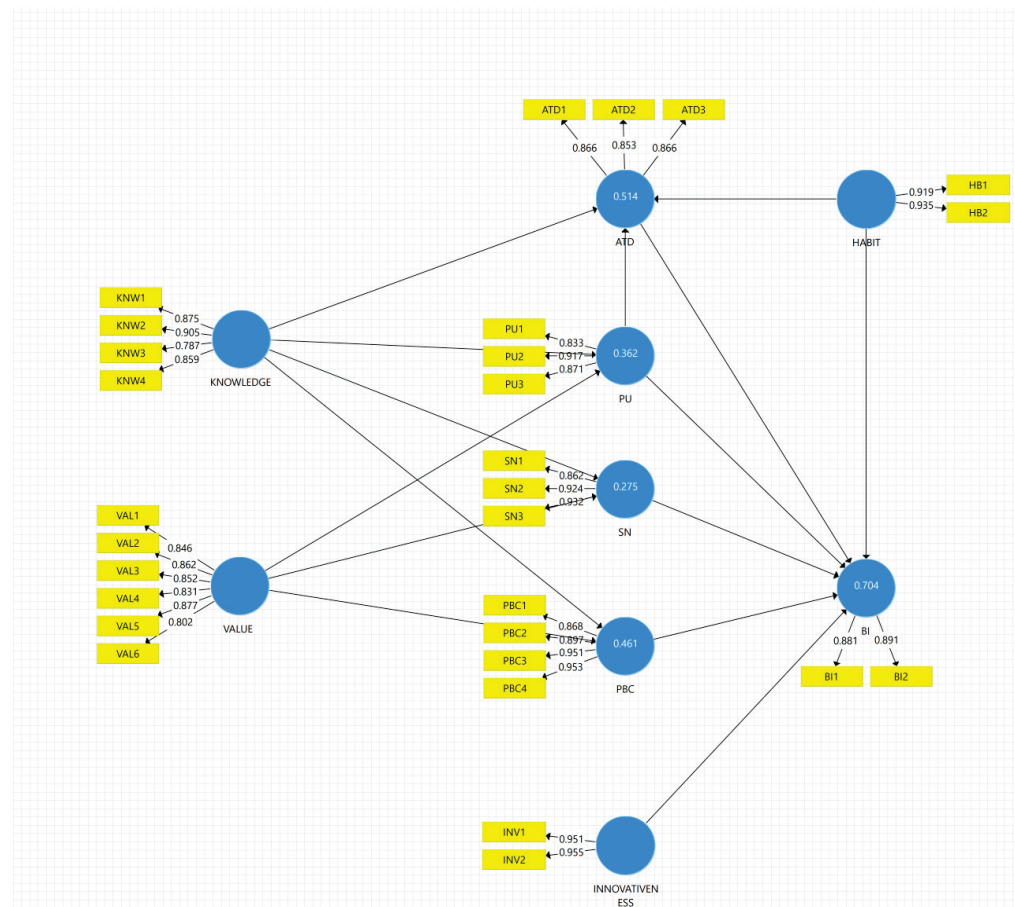 ATD1
ATD2
ATD3
0.866
0.853
0.866
0.514
ATD
HABIT
0.919
0.935
HB1
HB2
KNW1
KNW2
KNW3
KNW4
0.875
0.905
0.787
0.859
KNOWLEDGE
PU1
PU2
PU3
0.833
0.917
0.871
0.362
PU
SN1
SN2
SN3
0.862
0.924
0.932
0.275
SN
VAL1
VAL2
VAL3
VAL4
VAL5
VAL6
0.846
0.862
0.852
0.831
0.877
0.802
VALUE
PBC1
PBC2
PBC3
PBC4
0.868
0.897
0.951
0.953
0.461
PBC
0.704
BI
0.881
0.891
BI1
BI2
INV1
INV2
0.951
0.955
INNOVATIVEN
ESS